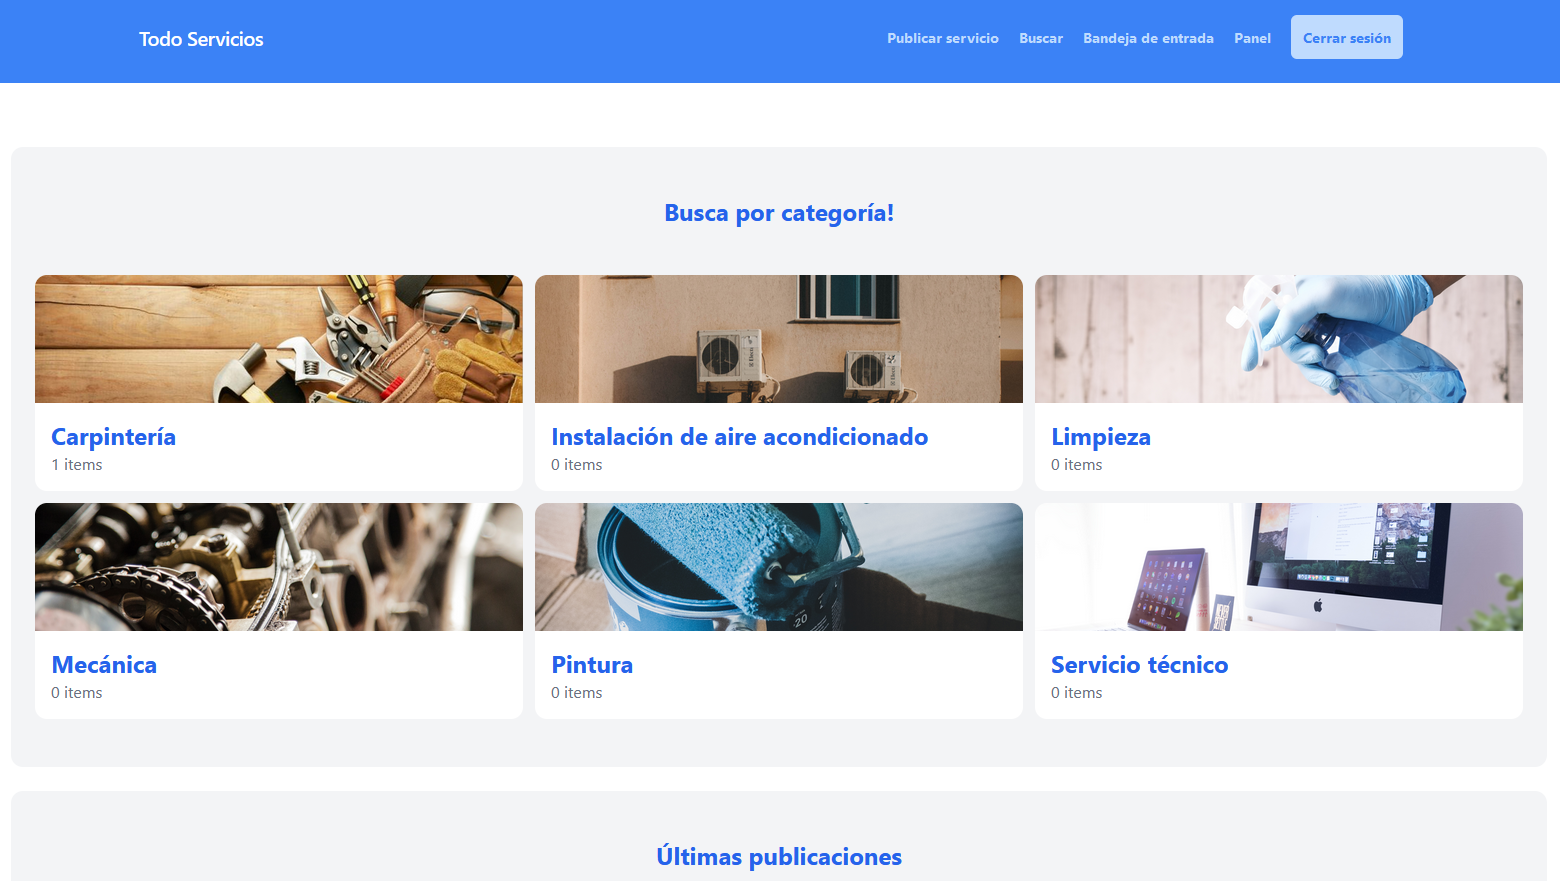 Todo Servicios
Publicar servicio
Buscar
Bandeja de entrada
Panel
Cerrar sesión
Busca por categoría!
Carpintería
1 items
Instalación de aire acondicionado
0 items
Limpieza
0 items
Mecánica
0 items
-20
Pintura
0 items
Servicio técnico
0 items
Últimas publicaciones